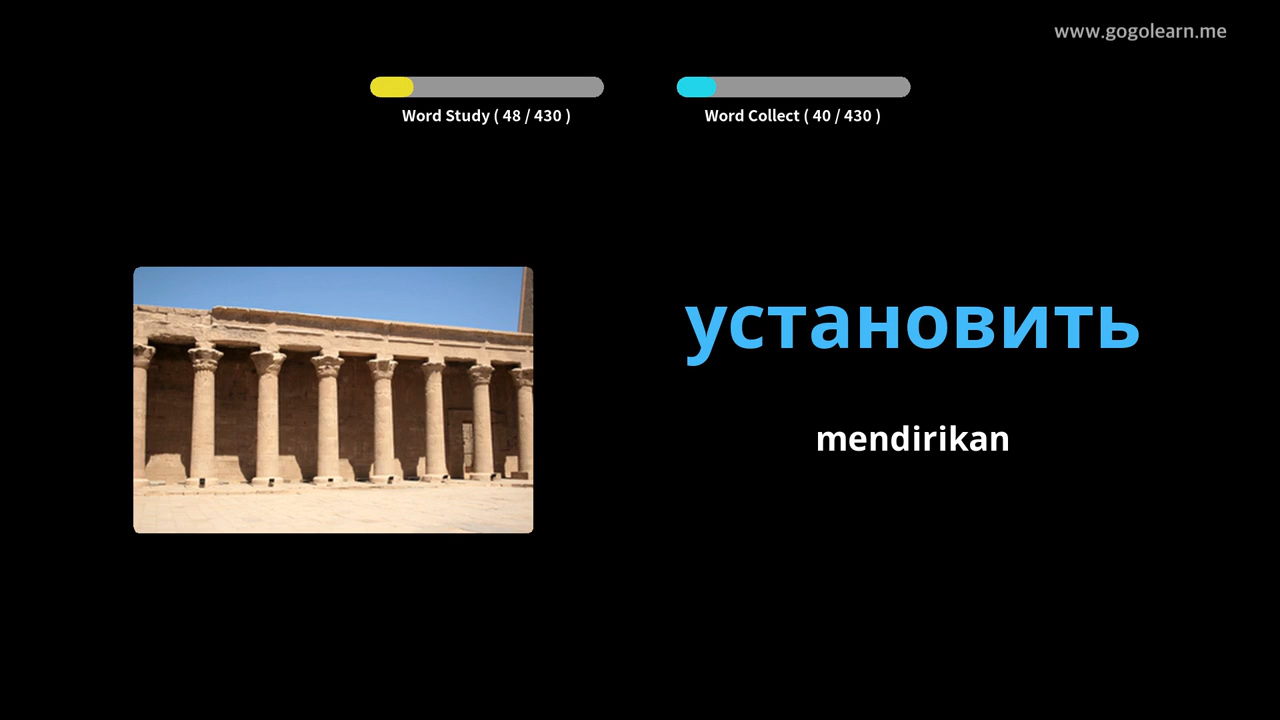 www.gogolearn.me
Word Study ( 48 / 430 )
Word Collect ( 40 / 430 )
установить
mendirikan